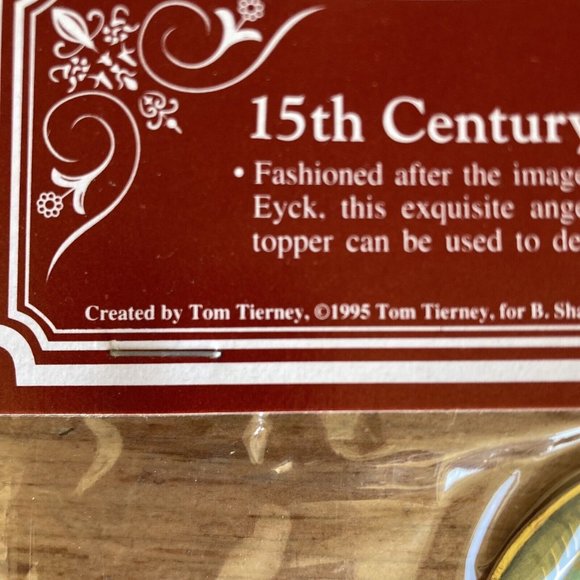 15th Century
• Fashioned after the image
Eyck. this exquisite ange
topper can be used to de
Created by Tom Tierney, ©1995 Tom Tierney, for B. Sha